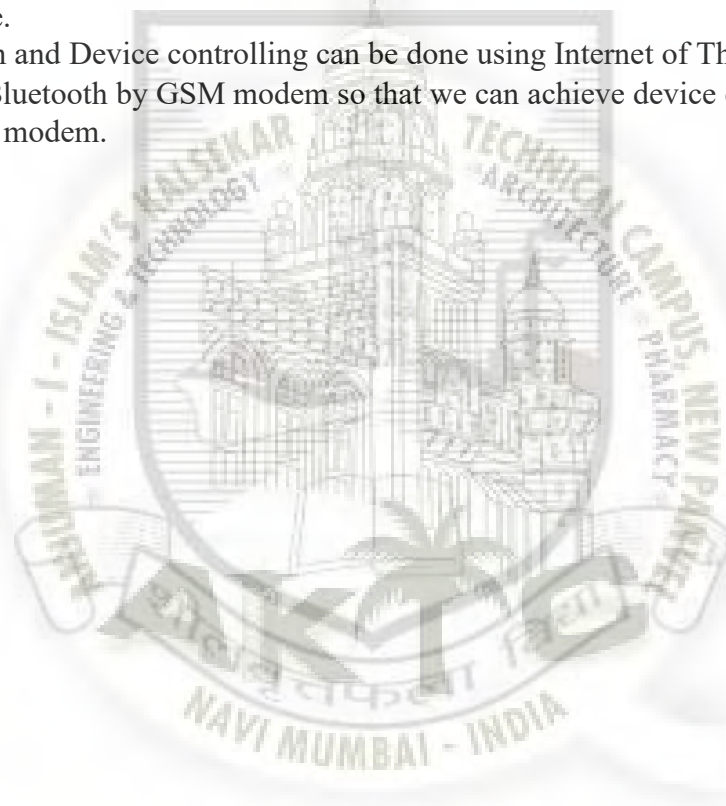 e.
n and Device controlling can be done using Internet of Th
Bluetooth by GSM modem so that we can achieve device
modem.
ANJUMAN - I - ISLAM'S KALSEKAR TECHNICAL CAMPUS, NEW PANVEL
ENGINEERING & TECHNOLOGY ARCHITECTURE - PHARMACY
AKTC
शीलंवृतफला विद्या
NAVI MUMBAI - INDIA